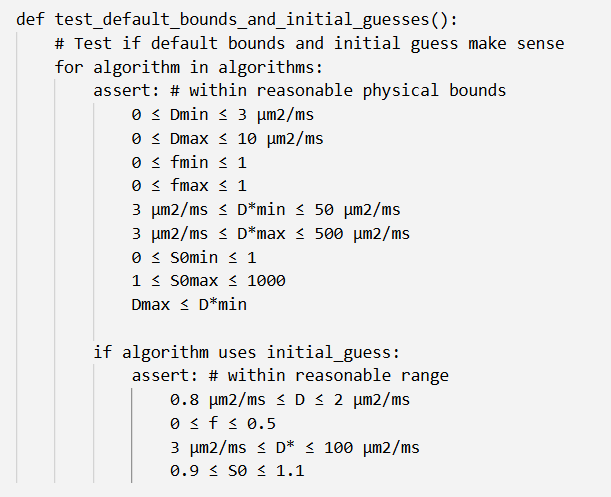 def test_default_bounds_and_initial_guesses():
# Test if default bounds and initial guess make sense
for algorithm in algorithms:
assert: # within reasonable physical bounds
0 ≤ Dmin ≤ 3 µm2/ms
0 ≤ Dmax ≤ 10 µm2/ms
0 ≤ fmin ≤ 1
0 ≤ fmax ≤ 1
3 µm2/ms ≤ D*min ≤ 50 µm2/ms
3 µm2/ms ≤ D*max ≤ 500 µm2/ms
0 ≤ S0min ≤ 1
1 ≤ S0max ≤ 1000
Dmax ≤ D*min
if algorithm uses initial_guess:
assert: # within reasonable range
0.8 µm2/ms ≤ D ≤ 2 µm2/ms
0 ≤ f ≤ 0.5
3 µm2/ms ≤ D* ≤ 100 µm2/ms
0.9 ≤ S0 ≤ 1.1